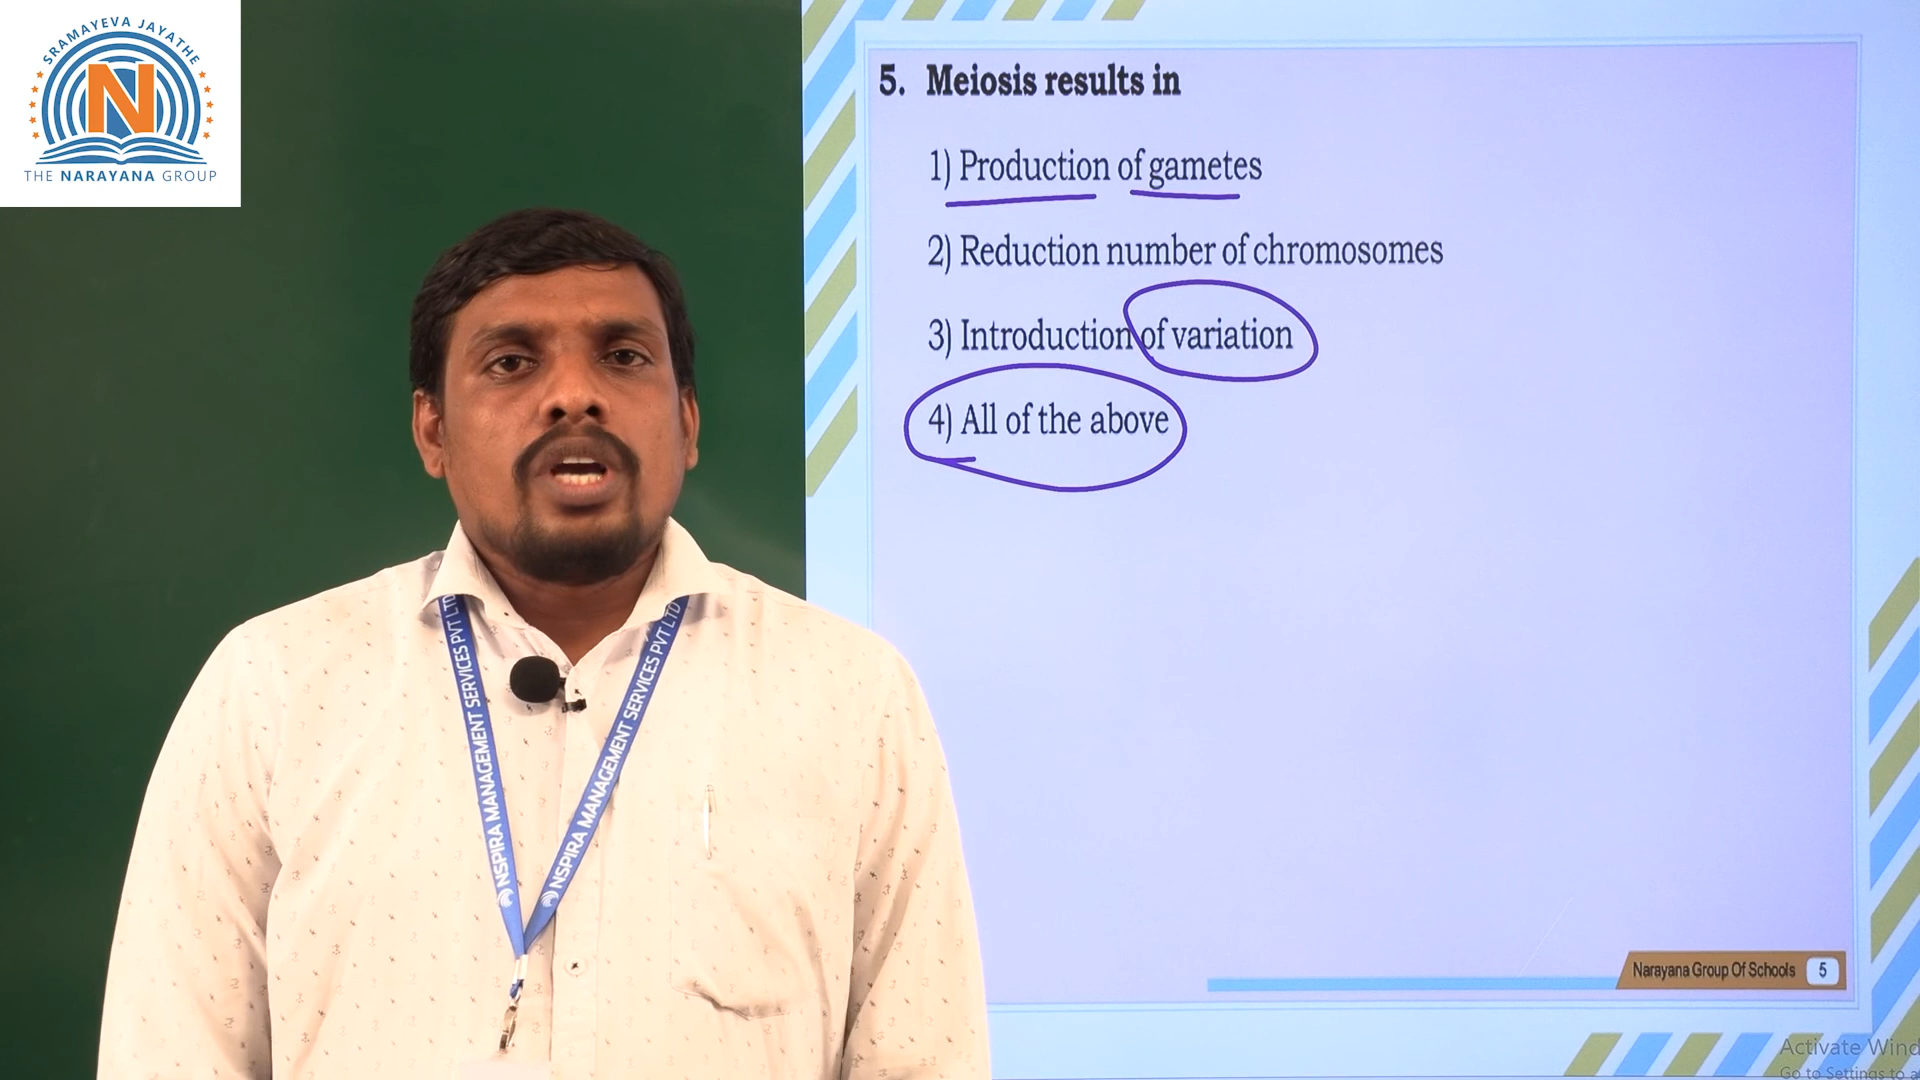 SRAMAYEVA JAYATHE
N
THE NARAYANA GROUP
5. Meiosis results in
1) Production of gametes
2) Reduction number of chromosomes
3) Introduction of variation
4) All of the above
NSPIRA MANAGEMENT SERVICES PVT LTD
NSPIRA MANAGEMENT SERVICES PVT LTD
Narayana Group Of Schools 5
Activate Wind
Go to Settings to a